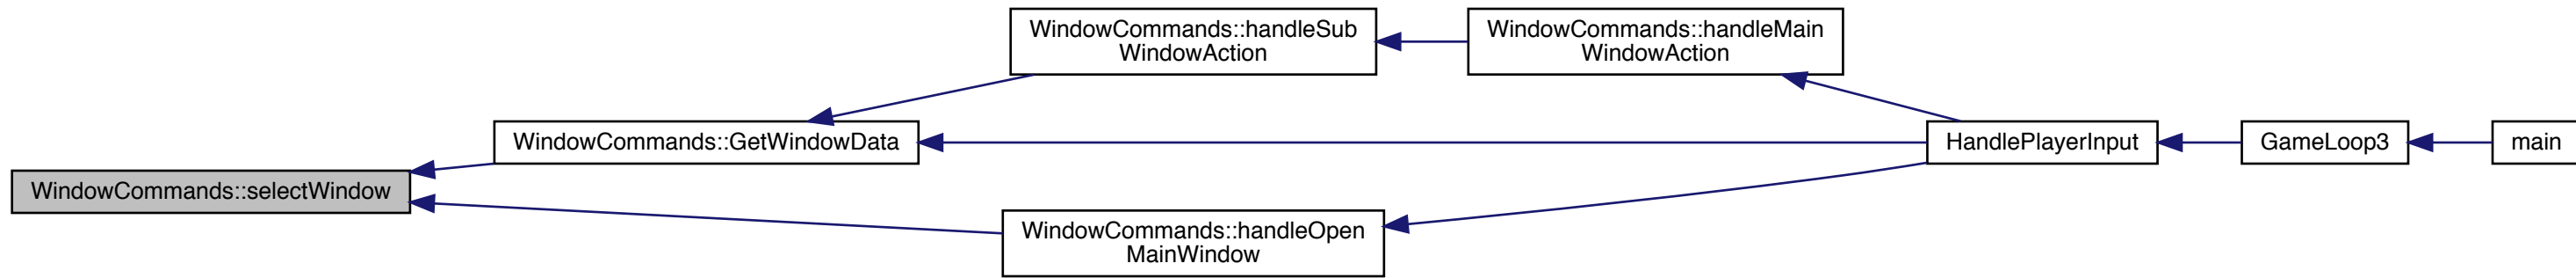 WindowCommands::handleSub
WindowAction
WindowCommands::handleMain
WindowAction
WindowCommands::GetWindowData
HandlePlayerInput
GameLoop3
main
WindowCommands::selectWindow
WindowCommands::handleOpen
MainWindow